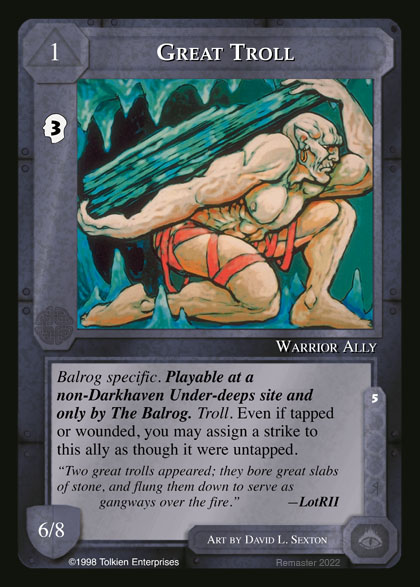 1
GREAT TROLL
3
WARRIOR ALLY
Balrog specific. Playable at a
non-Darkhaven Under-deeps site and
only by The Balrog. Troll. Even if tapped
or wounded, you may assign a strike to
this ally as though it were untapped.
5
“Two great trolls appeared; they bore great slabs
of stone, and flung them down to serve as
gangways over the fire.” —LotRII
6/8
ART BY DAVID L. SEXTON
©1998 Tolkien Enterprises
Remaster 2022